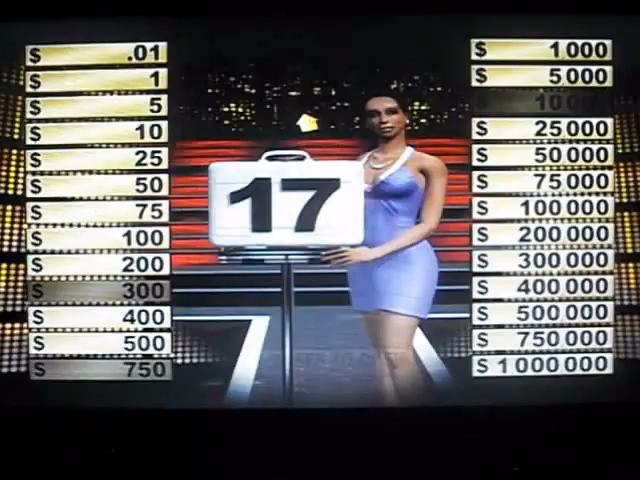 $ .01
$ 1
$ 5
$ 10
$ 25
$ 50
$ 75
$ 100
$ 200
$ 300
$ 400
$ 500
$ 750
17
$ 1 000
$ 5 000
$ 10 000
$ 25 000
$ 50 000
$ 75 000
$ 100 000
$ 200 000
$ 300 000
$ 400 000
$ 500 000
$ 750 000
$ 1 000 000